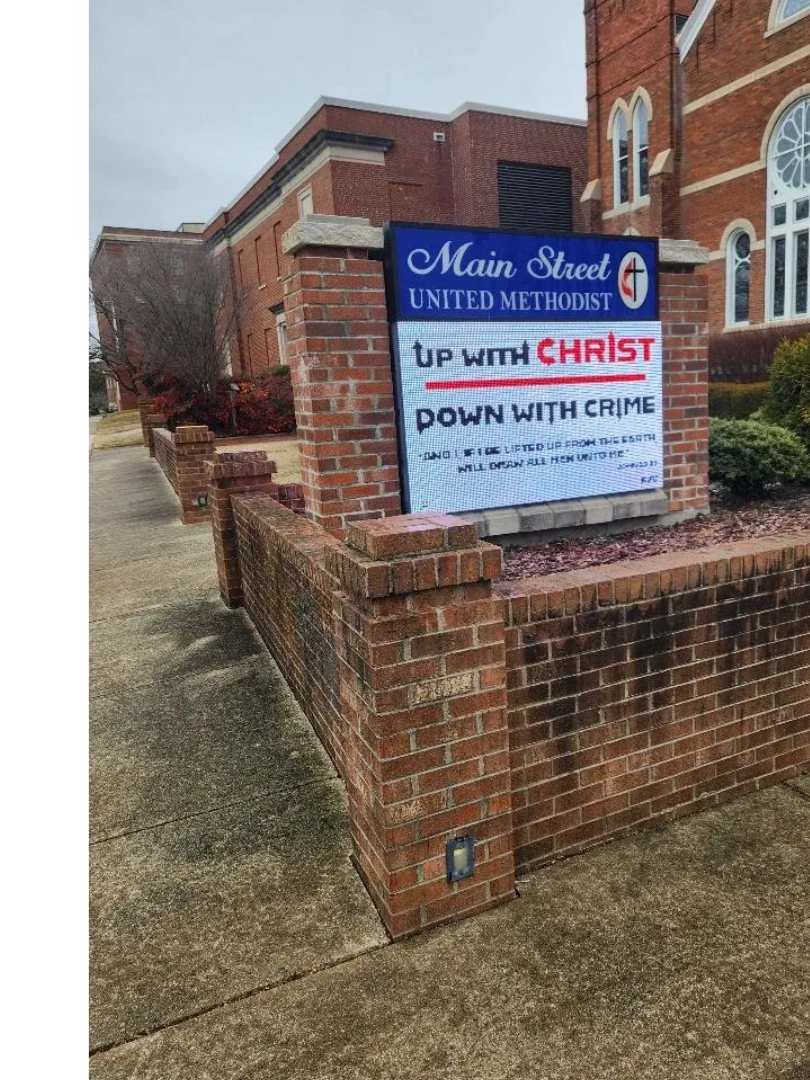 Main Street
UNITED METHODIST
UP WITH CHRIST
DOWN WITH CRIME
"AND I, IF I BE LIFTED UP FROM THE EARTH
WILL DRAW ALL MEN UNTO ME"
KJV